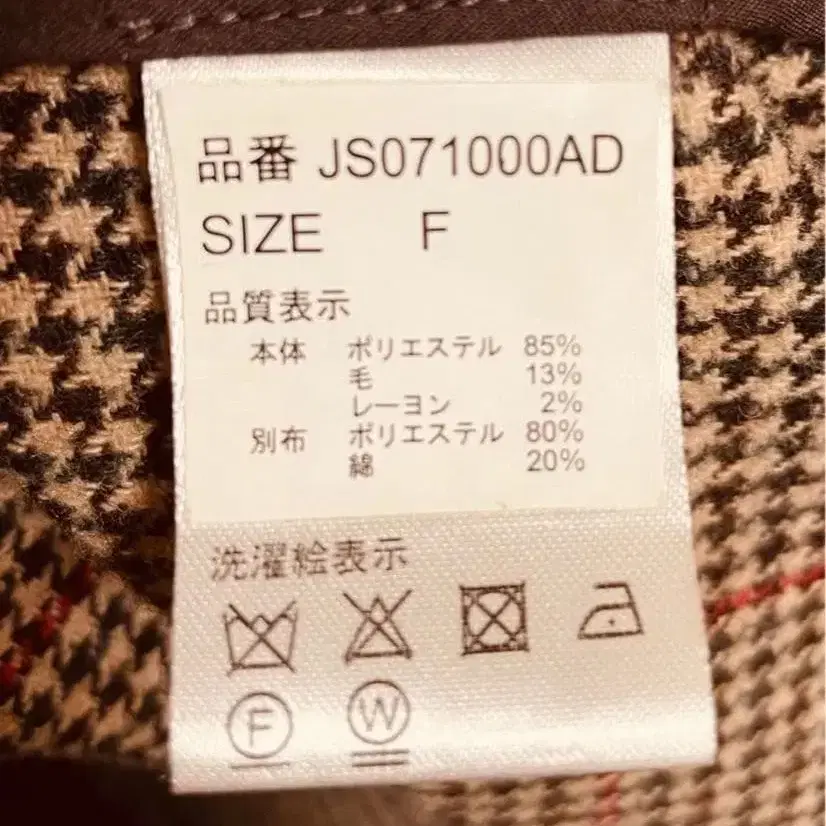 品番 JS071000AD
SIZE F
品質表示
本体 ポリエステル 85%
毛 13%
レーヨン 2%
別布 ポリエステル 80%
綿 20%
洗濯絵表示
F W